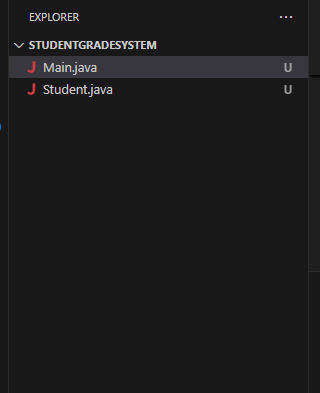 EXPLORER ···
STUDENTGRADESYSTEM
J Main.java U
J Student.java U